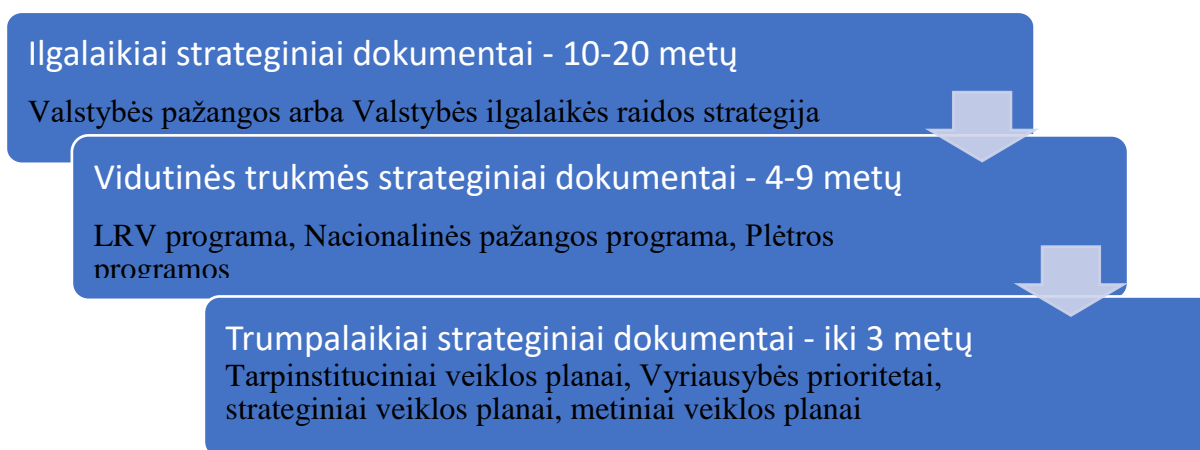 Ilgalaikiai strateginiai dokumentai - 10-20 metų
Valstybės pažangos arba Valstybės ilgalaikės raidos strategija
Vidutinės trukmės strateginiai dokumentai - 4-9 metų
LRV programa, Nacionalinės pažangos programa, Plėtros
programos
Trumpalaikiai strateginiai dokumentai - iki 3 metų
Tarpinstituciniai veiklos planai, Vyriausybės prioritetai,
strateginiai veiklos planai, metiniai veiklos planai